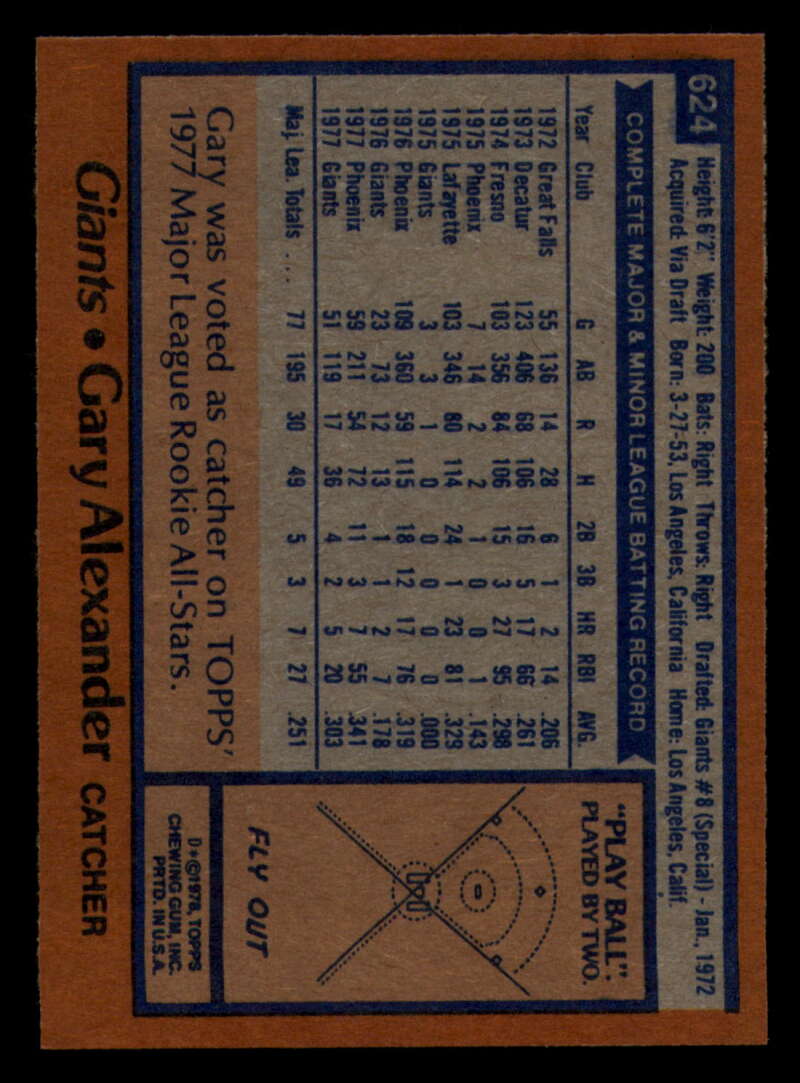 624
Height: 6'2" Weight: 200 Bats: Right Throws: Right Drafted: Giants #8 (Special) - Jan., 1972
Acquired: Via Draft Born: 3-27-53, Los Angeles, California Home: Los Angeles, Calif.
COMPLETE MAJOR & MINOR LEAGUE BATTING RECORD
Year Club G AB R H 2B 3B HR RBI AVG.
1972 Great Falls 55 136 14 28 6 1 2 14 .206
1973 Decatur 123 406 68 106 16 5 17 66 .261
1974 Fresno 103 356 84 106 15 3 27 95 .298
1975 Phoenix 7 14 2 2 1 0 0 1 .143
1975 Lafayette 103 346 80 114 24 1 23 81 .329
1975 Giants 3 3 1 0 0 0 0 0 .000
1976 Phoenix 109 360 59 115 18 12 17 76 .319
1976 Giants 23 73 12 13 1 1 2 7 .178
1977 Phoenix 59 211 54 72 11 3 7 55 .341
1977 Giants 51 119 17 36 4 2 5 20 .303
Maj. Lea. Totals . . . 77 195 30 49 5 3 7 27 .251
Gary was voted as catcher on TOPPS'
1977 Major League Rookie All-Stars.
"PLAY BALL":
PLAYED BY TWO.
FLY OUT
D*©1978, TOPPS
CHEWING GUM, INC.
PRTD. IN U.S.A.
Giants • Gary Alexander CATCHER